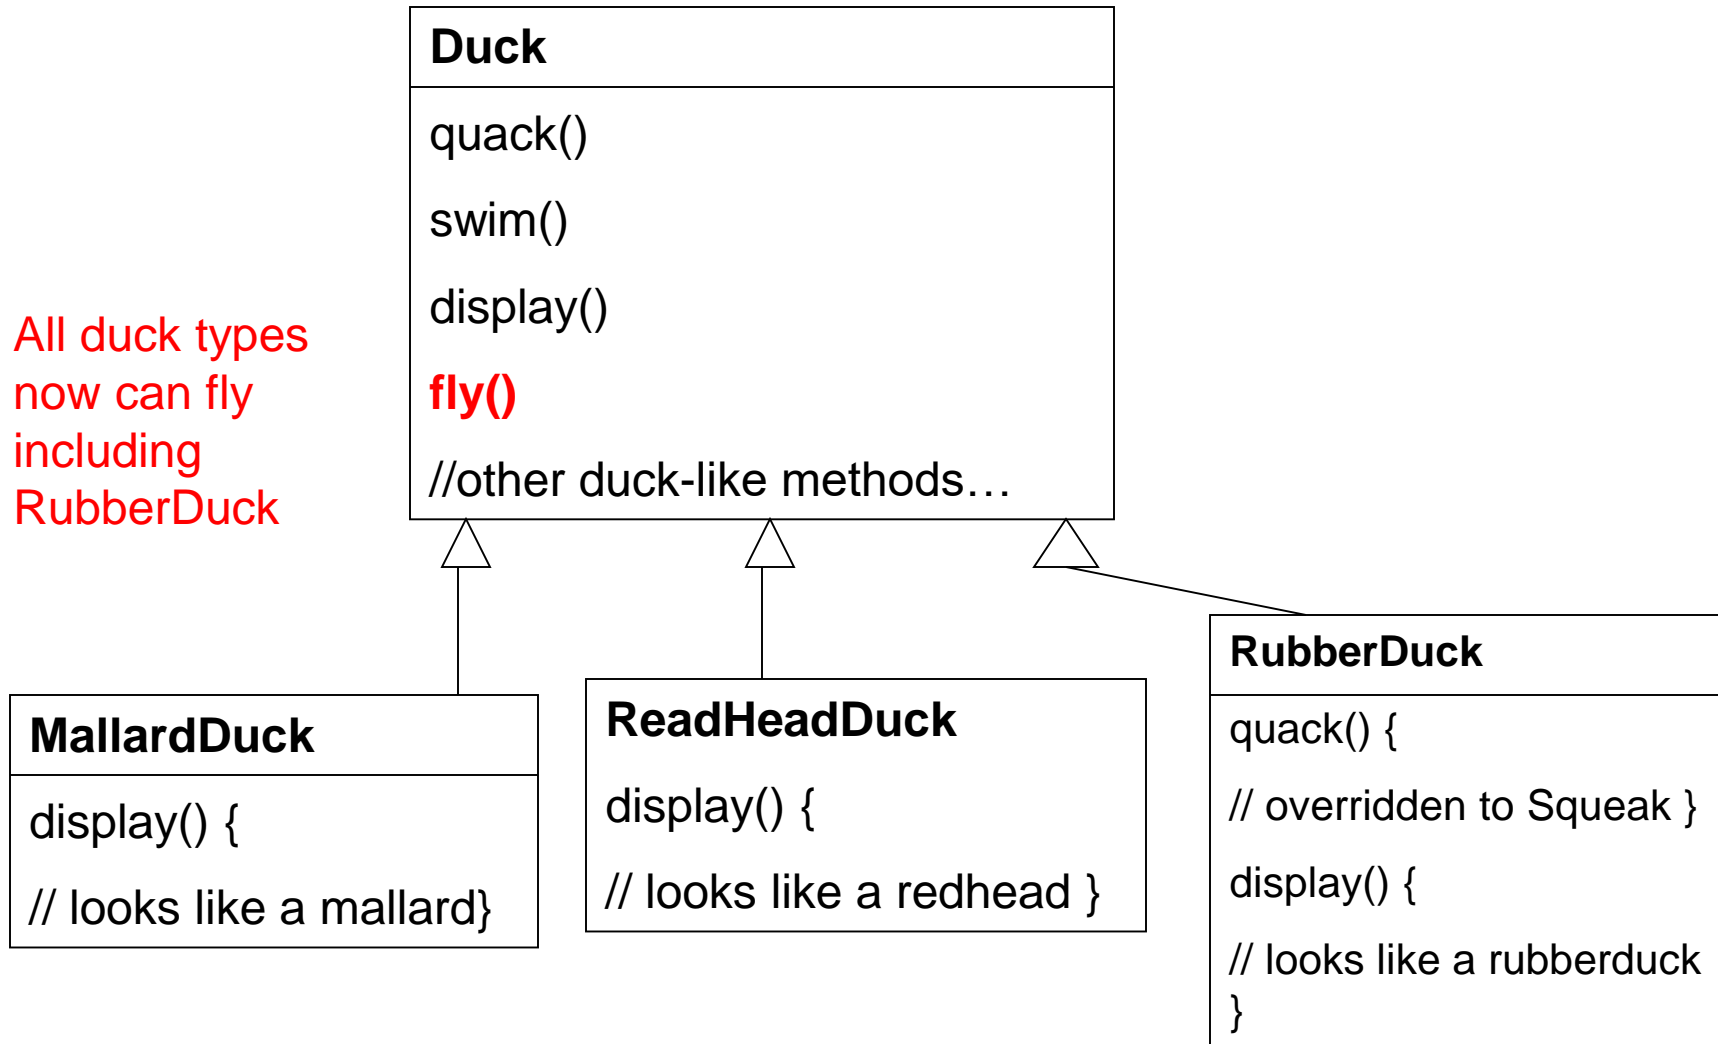 Duck
quack()
swim()
display()
fly()
//other duck-like methods…
All duck types
now can fly
including
RubberDuck
MallardDuck
display() {
// looks like a mallard}
ReadHeadDuck
display() {
// looks like a redhead }
RubberDuck
quack() {
// overridden to Squeak }
display() {
// looks like a rubberduck
}